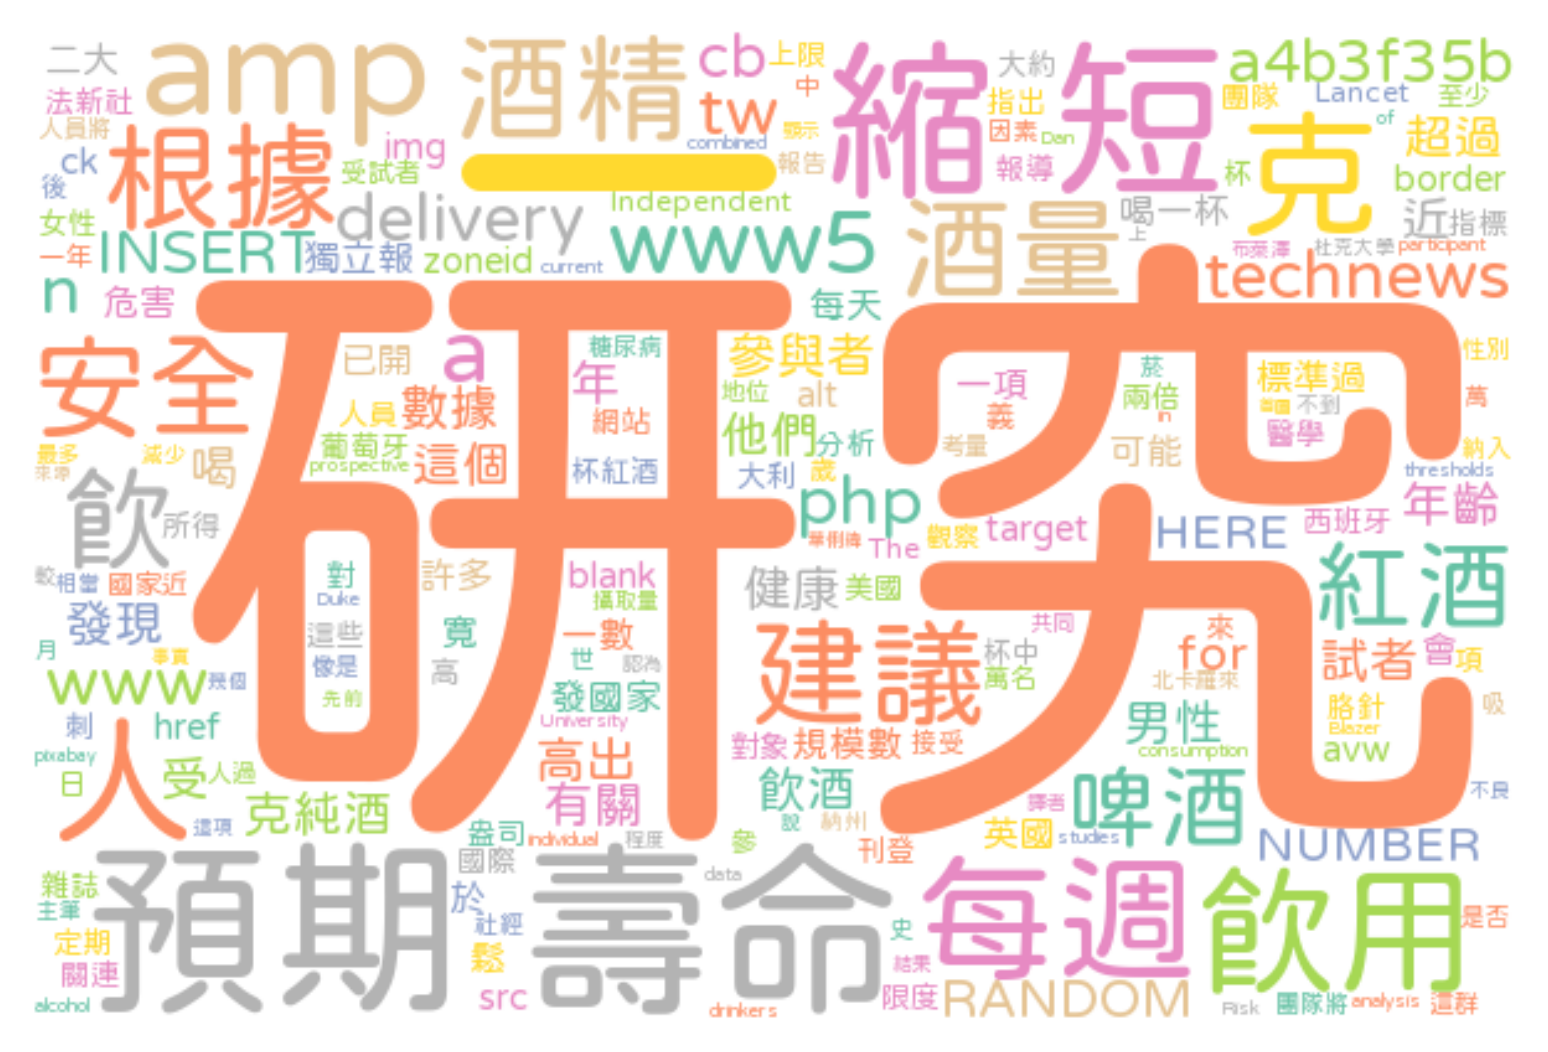 二大
amp
酒精
cb
上限
大約
縮短
a4b3f35b
法新社
中
指出
團隊
Lancet
至少
人員將
根據
img
tw
顯示
因素
Dan
of
超過
ck
受試者
combined
報告
報導
克
杯
border
後
delivery
一
Independent
酒量
喝一杯
近
指標
女性
INSERT
獨立報
zoneid
current
www5
上
布萊澤
杜克大學
participant
一年
technews
n
危害
每天
研究
安全
已開
a
糖尿病
年
參與者
地位
alt
一項
菸
兩倍
in
標準過
美國
不到
性別
萬
人員
數據
網站
他們
分析
義
考量
可能
醫學
納入
最多
來源
減少
喝
葡萄牙
prospective
這個
杯紅酒
大利
歲
thresholds
飲
所得
php
年齡
華倒緯
The
觀察
target
HERE
西班牙
較
相當
國家近
對
Duke
許多
blank
攝取量
健康
美國
紅酒
發現
這些
寬
一數
建議
共同
來
月
事實
像是
高
世
認為
杯中
萬名
for
試者
會
項
www
幾個
先前
發國家
北卡羅來
刺
href
University
男性
胳針
吸
pixabay
人
高出
對象
規模數
接受
consumption
Blazer
avw
日
受
人過
有關
飲酒
啤酒
不良
這項
克純酒
盎司
individual
程度
說
納州
譯者
參
刊登
英國
studies
NUMBER
預期
壽命
國際
data
每週
飲用
雜誌
主筆
於
社經
史
是否
定期
鬆
結果
關連
src
限度
RANDOM
alcohol
drinkers
Risk
團隊將
analysis
這群